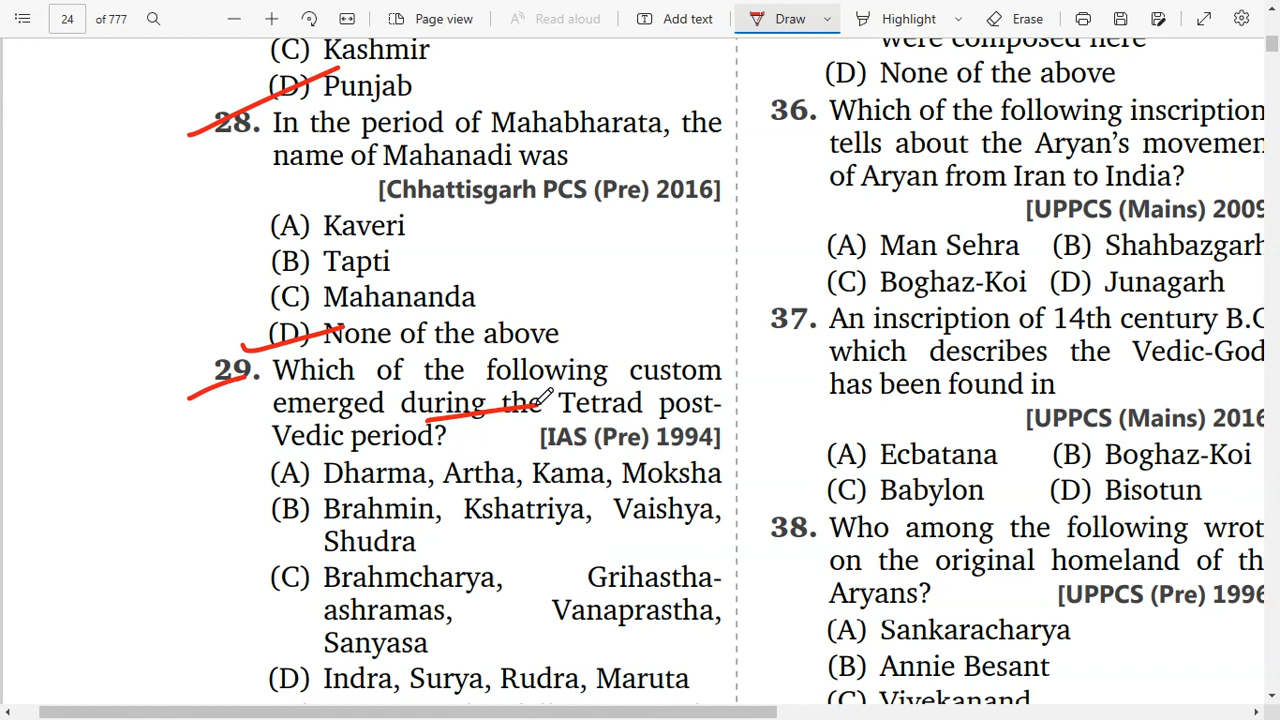 24 of 777 Page view Read aloud Add text Draw Highlight Erase
(C) Kashmir
(D) Punjab
28. In the period of Mahabharata, the
name of Mahanadi was
[Chhattisgarh PCS (Pre) 2016]
(A) Kaveri
(B) Tapti
(C) Mahananda
(D) None of the above
29. Which of the following custom
emerged during the Tetrad post-
Vedic period? [IAS (Pre) 1994]
(A) Dharma, Artha, Kama, Moksha
(B) Brahmin, Kshatriya, Vaishya,
Shudra
(C) Brahmcharya, Grihastha-
ashramas, Vanaprastha,
Sanyasa
(D) Indra, Surya, Rudra, Maruta
were composed here
(D) None of the above
36. Which of the following inscription
tells about the Aryan's movemen
of Aryan from Iran to India?
[UPPCS (Mains) 2009
(A) Man Sehra (B) Shahbazgarh
(C) Boghaz-Koi (D) Junagarh
37. An inscription of 14th century B.C
which describes the Vedic-God
has been found in
[UPPCS (Mains) 2016
(A) Ecbatana (B) Boghaz-Koi
(C) Babylon (D) Bisotun
38. Who among the following wrot
on the original homeland of th
Aryans? [UPPCS (Pre) 1996
(A) Sankaracharya
(B) Annie Besant
(C) Vivekanand